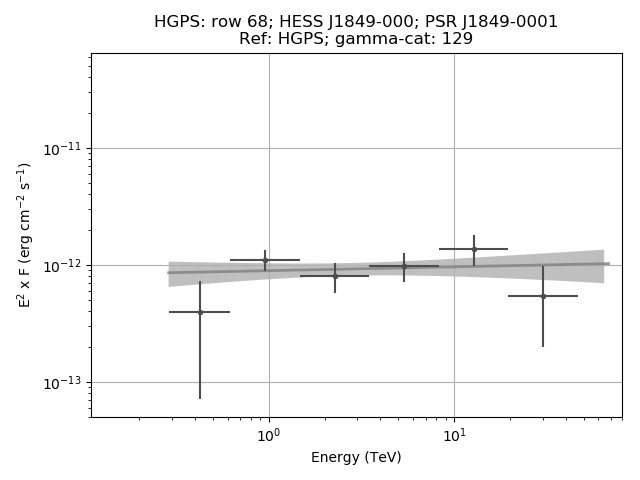 HGPS: row 68; HESS J1849-000; PSR J1849-0001
Ref: HGPS; gamma-cat: 129
E² x F (erg cm⁻² s⁻¹)
10⁻¹¹
10⁻¹²
10⁻¹³
10⁰ 10¹
Energy (TeV)